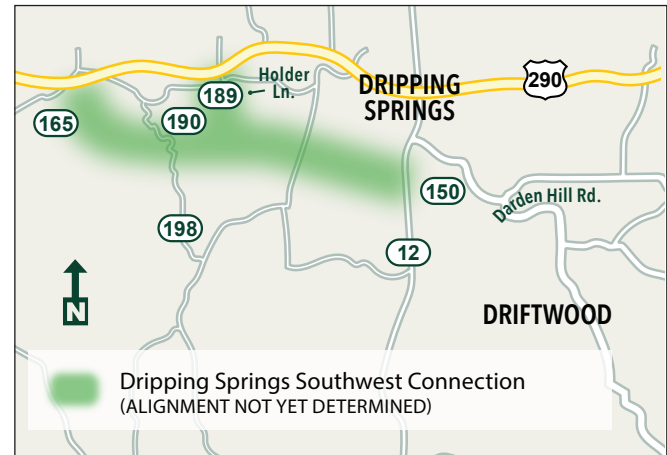 Holder
Ln.
DRIPPING
SPRINGS
290
189
165
190
150
Darden Hill Rd.
198
12
N
DRIFTWOOD
Dripping Springs Southwest Connection
(ALIGNMENT NOT YET DETERMINED)